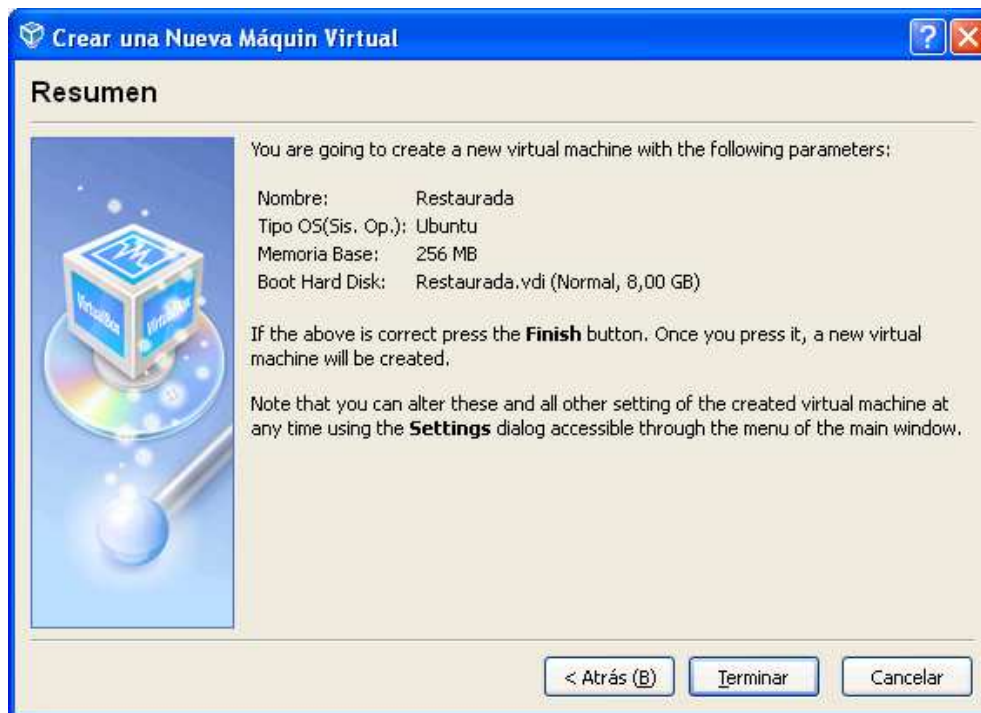 Crear una Nueva Máquin Virtual
Resumen
You are going to create a new virtual machine with the following parameters:
Nombre: Restaurada
Tipo OS(Sis. Op.): Ubuntu
Memoria Base: 256 MB
Boot Hard Disk: Restaurada.vdi (Normal, 8,00 GB)
If the above is correct press the Finish button. Once you press it, a new virtual
machine will be created.
Note that you can alter these and all other setting of the created virtual machine at
any time using the Settings dialog accessible through the menu of the main window.
VirtualBox
VirtualBox
< Atrás (B) Terminar Cancelar